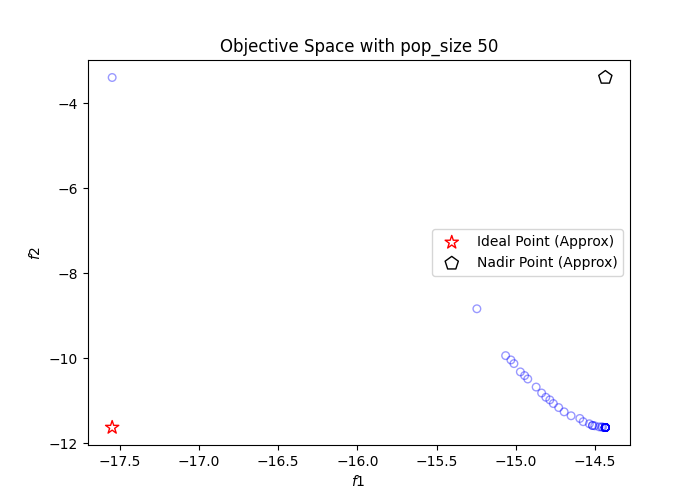 Objective Space with pop_size 50
f2
−4
−6
−8
−10
−12
Ideal Point (Approx)
Nadir Point (Approx)
−17.5
−17.0
−16.5
−16.0
−15.5
−15.0
−14.5
f1